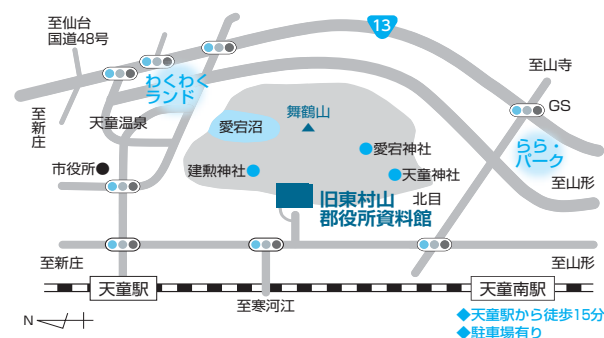 至仙台
国道48号
13
わくわく
ランド
至山寺
GS
至新庄
天童温泉
愛宕沼
舞鶴山
らら・
パーク
愛宕神社
市役所
建勲神社
天童神社
至山形
旧東村山
郡役所資料館
北目
至新庄
至山形
天童駅
天童南駅
至寒河江
N
◆天童駅から徒歩15分
◆駐車場有り